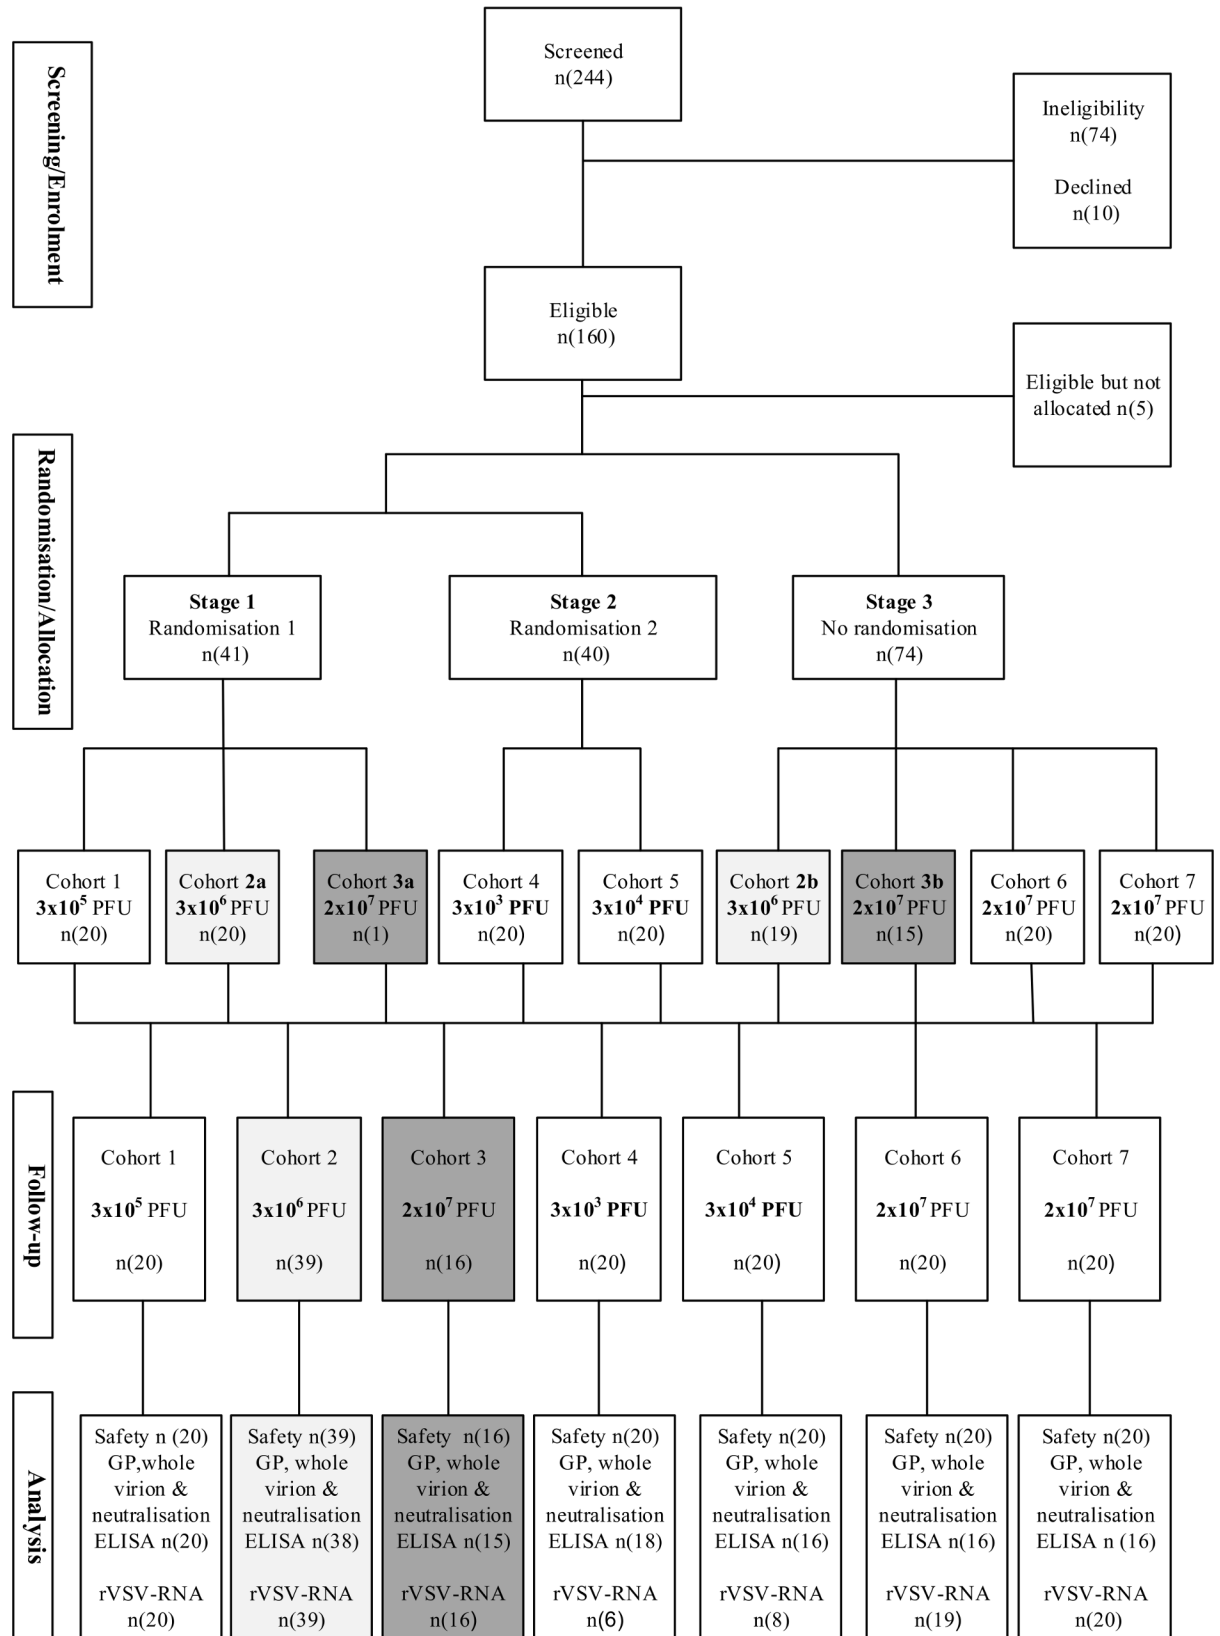 Screening/Enrolment
Screened
n(244)
Ineligibility
n(74)
Declined
n(10)
Eligible
n(160)
Eligible but not
allocated n(5)
Randomisation/Allocation
Stage 1
Randomisation 1
n(41)
Stage 2
Randomisation 2
n(40)
Stage 3
No randomisation
n(74)
Cohort 1
3x10⁵ PFU
n(20)
Cohort 2a
3x10⁶ PFU
n(20)
Cohort 3a
2x10⁷ PFU
n(1)
Cohort 4
3x10³ PFU
n(20)
Cohort 5
3x10⁴ PFU
n(20)
Cohort 2b
3x10⁶ PFU
n(19)
Cohort 3b
2x10⁷ PFU
n(15)
Cohort 6
2x10⁷ PFU
n(20)
Cohort 7
2x10⁷ PFU
n(20)
Follow-up
Cohort 1
3x10⁵ PFU
n(20)
Cohort 2
3x10⁶ PFU
n(39)
Cohort 3
2x10⁷ PFU
n(16)
Cohort 4
3x10³ PFU
n(20)
Cohort 5
3x10⁴ PFU
n(20)
Cohort 6
2x10⁷ PFU
n(20)
Cohort 7
2x10⁷ PFU
n(20)
Analysis
Safety n (20)
GP,whole
virion &
neutralisation
ELISA n(20)
rVSV-RNA
n(20)
Safety n(39)
GP, whole
virion &
neutralisation
ELISA n(38)
rVSV-RNA
n(39)
Safety n(16)
GP, whole
virion &
neutralisation
ELISA n(15)
rVSV-RNA
n(16)
Safety n(20)
GP, whole
virion &
neutralisation
ELISA n(18)
rVSV-RNA
n(6)
Safety n(20)
GP, whole
virion &
neutralisation
ELISA n(16)
rVSV-RNA
n(8)
Safety n(20)
GP, whole
virion &
neutralisation
ELISA n(16)
rVSV-RNA
n(19)
Safety n(20)
GP, whole
virion &
neutralisation
ELISA n (16)
rVSV-RNA
n(20)